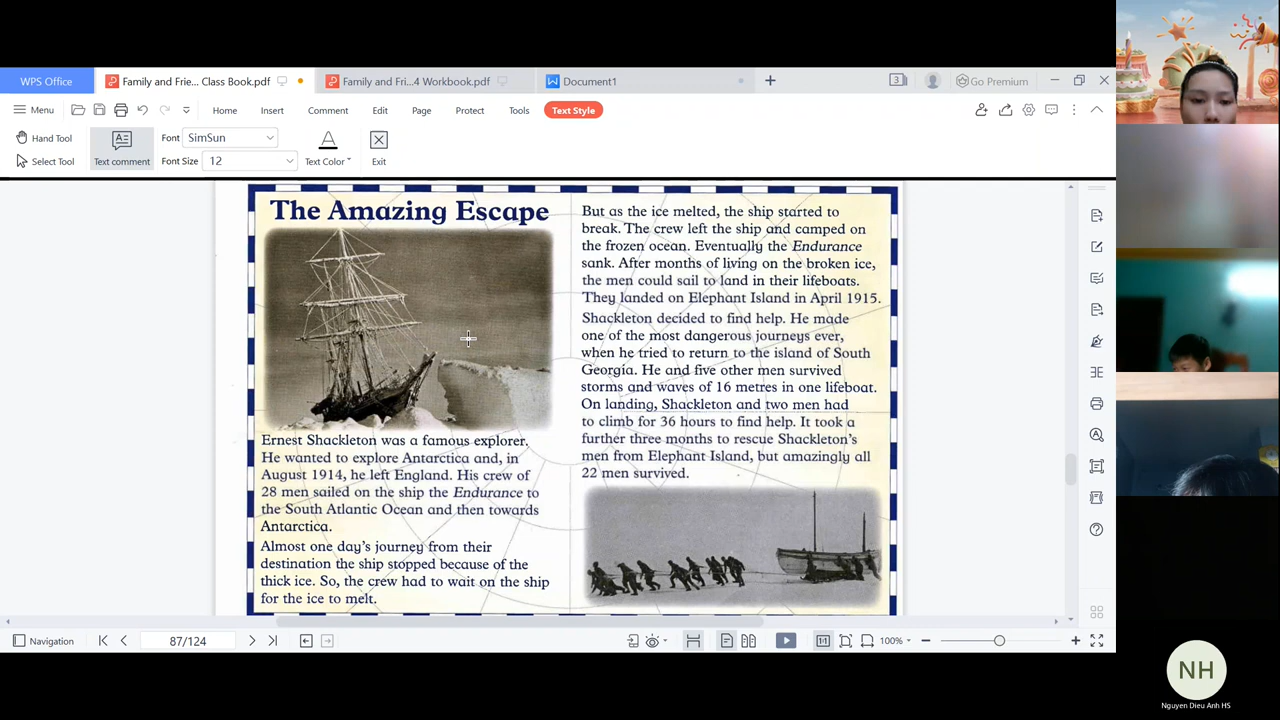 WPS Office
Family and Frie... Class Book.pdf
Family and Fri...4 Workbook.pdf
Document1
3
Go Premium
Menu
Home
Insert
Comment
Edit
Page
Protect
Tools
Text Style
Hand Tool
Select Tool
Text comment
Font SimSun
Font Size 12
Text Color
Exit
The Amazing Escape
Ernest Shackleton was a famous explorer.
He wanted to explore Antarctica and, in
August 1914, he left England. His crew of
28 men sailed on the ship the Endurance to
the South Atlantic Ocean and then towards
Antarctica.
Almost one day's journey from their
destination the ship stopped because of the
thick ice. So, the crew had to wait on the ship
for the ice to melt.
But as the ice melted, the ship started to
break. The crew left the ship and camped on
the frozen ocean. Eventually the Endurance
sank. After months of living on the broken ice,
the men could sail to land in their lifeboats.
They landed on Elephant Island in April 1915.
Shackleton decided to find help. He made
one of the most dangerous journeys ever,
when he tried to return to the island of South
Georgia. He and five other men survived
storms and waves of 16 metres in one lifeboat.
On landing, Shackleton and two men had
to climb for 36 hours to find help. It took a
further three months to rescue Shackleton's
men from Elephant Island, but amazingly all
22 men survived.
Navigation
87/124
100%
NH
Nguyen Dieu Anh HS